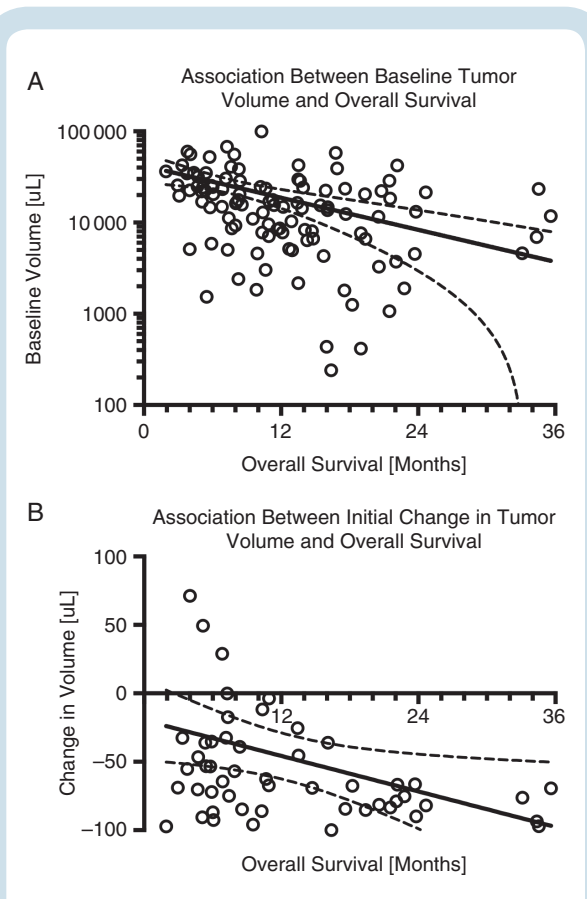 A
Association Between Baseline Tumor
Volume and Overall Survival
100 000
10 000
1000
100
Baseline Volume [uL]
0 12 24 36
Overall Survival [Months]
B
Association Between Initial Change in Tumor
Volume and Overall Survival
100
50
0
−50
−100
Change in Volume [uL]
12 24 36
Overall Survival [Months]